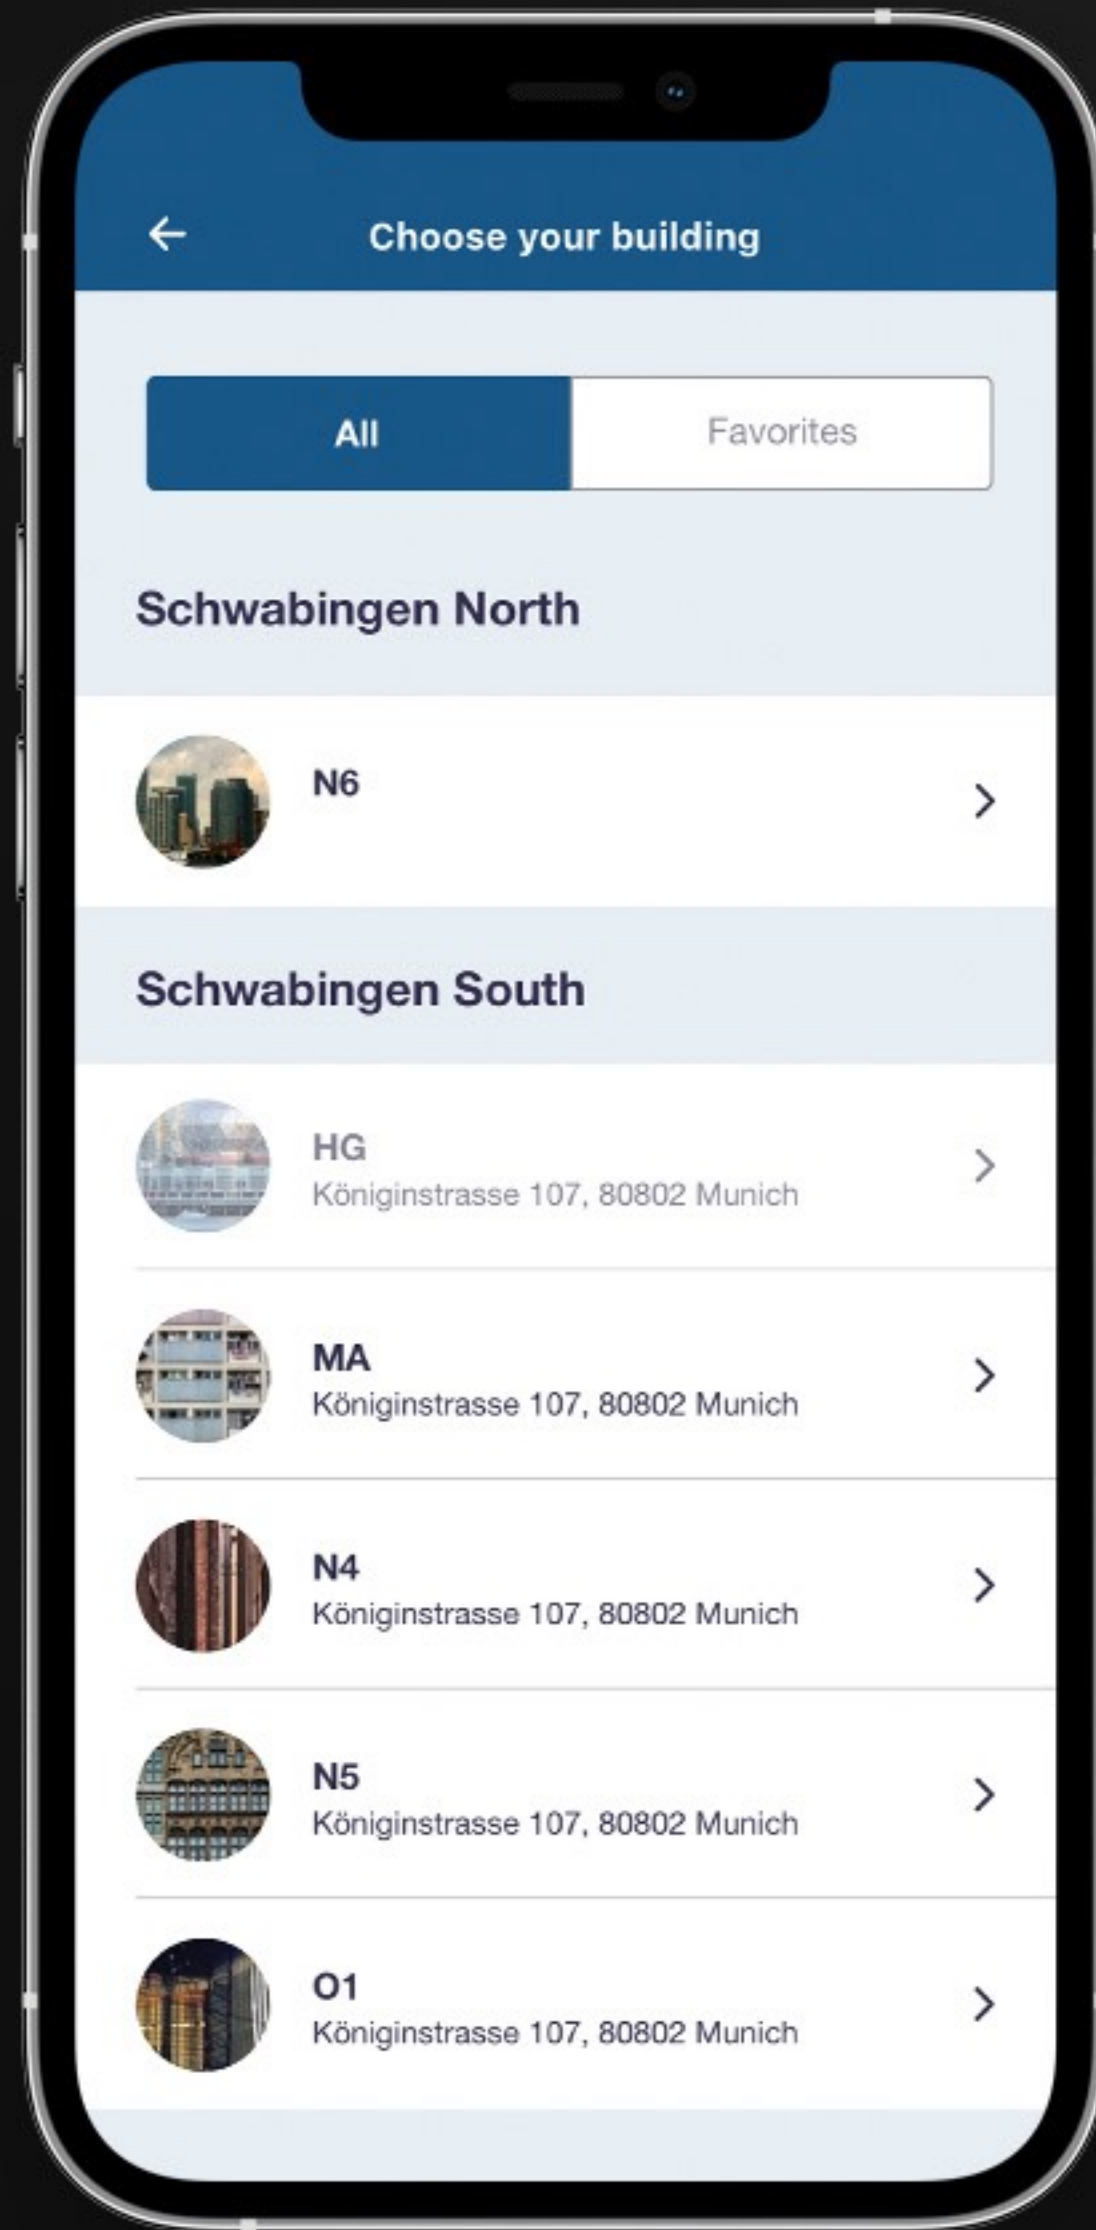 Choose your building
All
Favorites
Schwabingen North
N6
Schwabingen South
HG
Königinstrasse 107, 80802 Munich
MA
Königinstrasse 107, 80802 Munich
N4
Königinstrasse 107, 80802 Munich
N5
Königinstrasse 107, 80802 Munich
O1
Königinstrasse 107, 80802 Munich